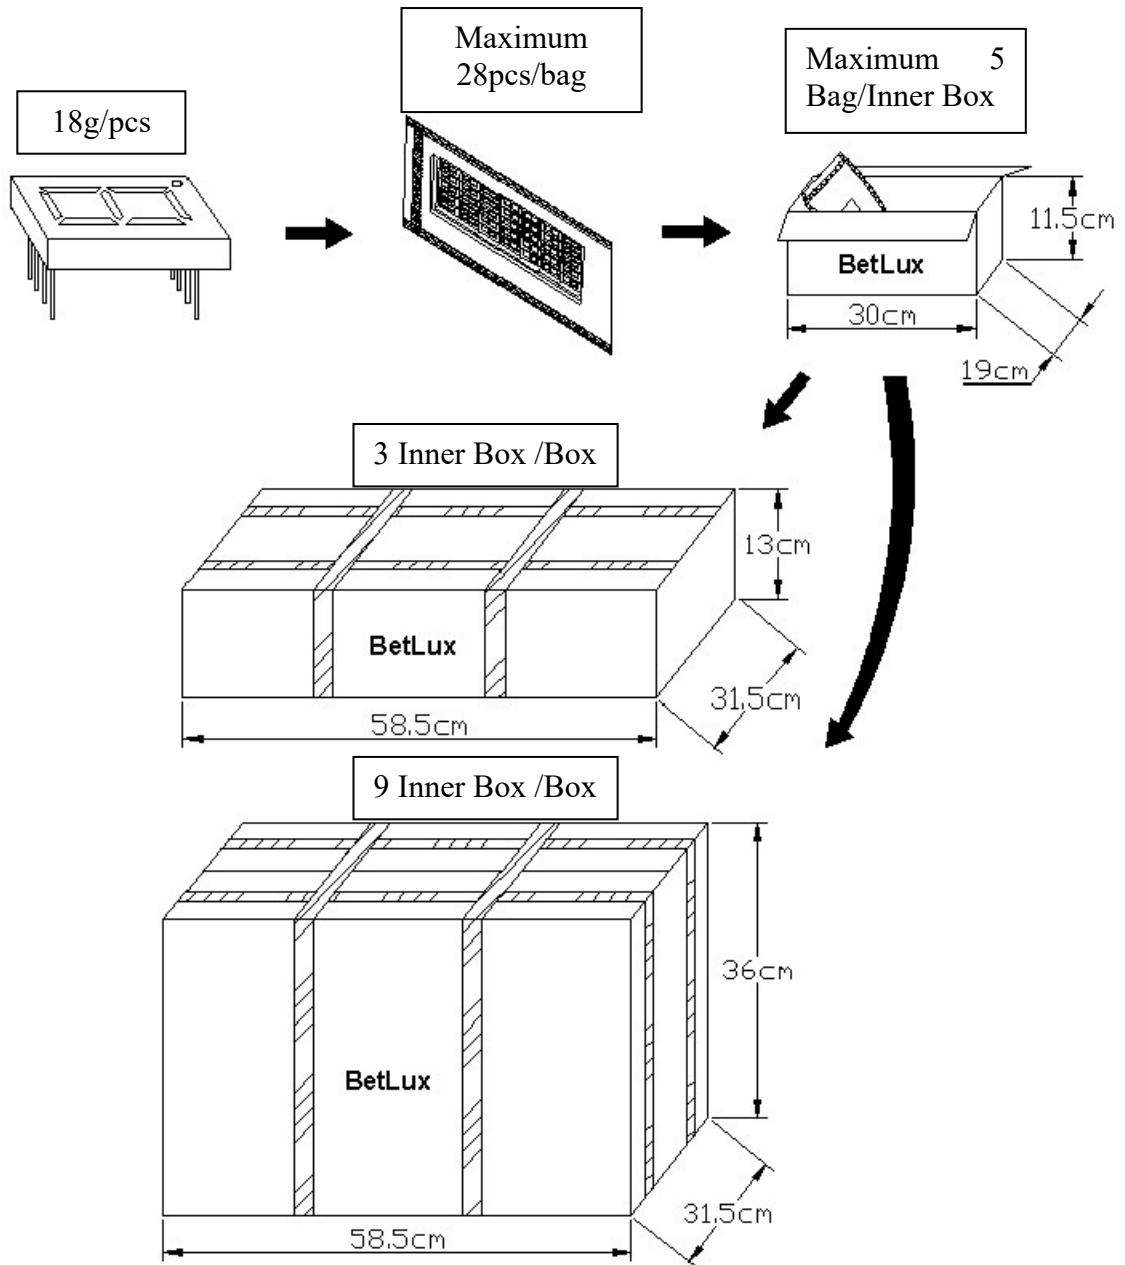 Maximum
28pcs/bag
Maximum 5
Bag/Inner Box
18g/pcs
11.5cm
BetLux
30cm
19cm
3 Inner Box /Box
13cm
BetLux
31.5cm
58.5cm
9 Inner Box /Box
36cm
BetLux
31.5cm
58.5cm